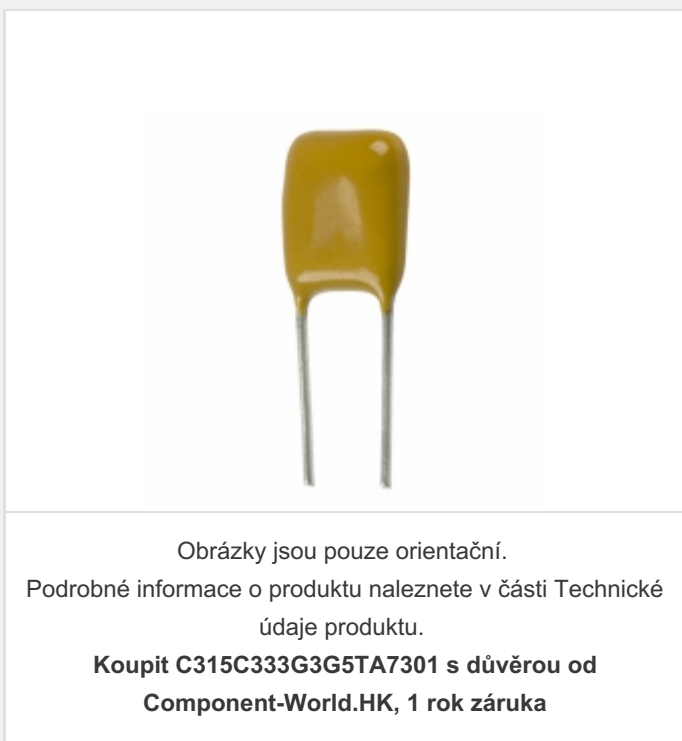 Obrázky jsou pouze orientační.
Podrobné informace o produktu naleznete v části Technické
údaje produktu.
Koupit C315C333G3G5TA7301 s důvěrou od
Component-World.HK, 1 rok záruka